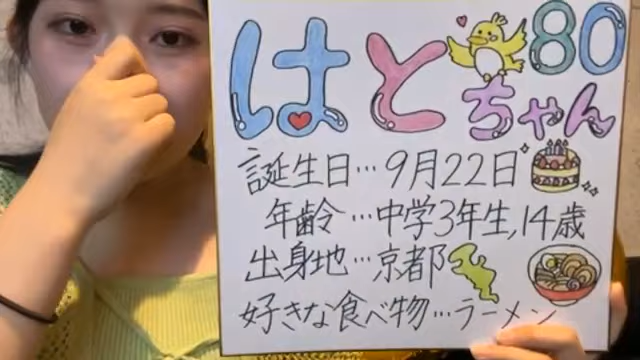 はと80
ちゃん
誕生日…9月22日
年齢…中学3年生,14歳
出身地…京都
好きな食べ物…ラーメン